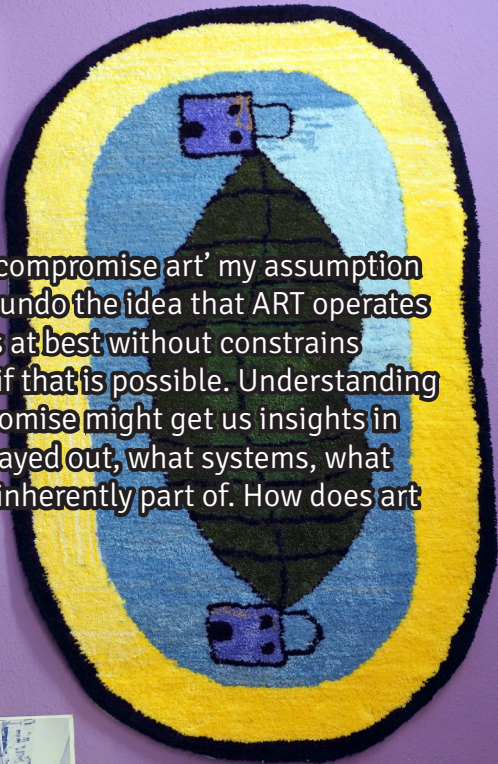 compromise art’ my assumption
undo the idea that ART operates
s at best without constrains
if that is possible. Understanding
omise might get us insights in
ayed out, what systems, what
inherently part of. How does art